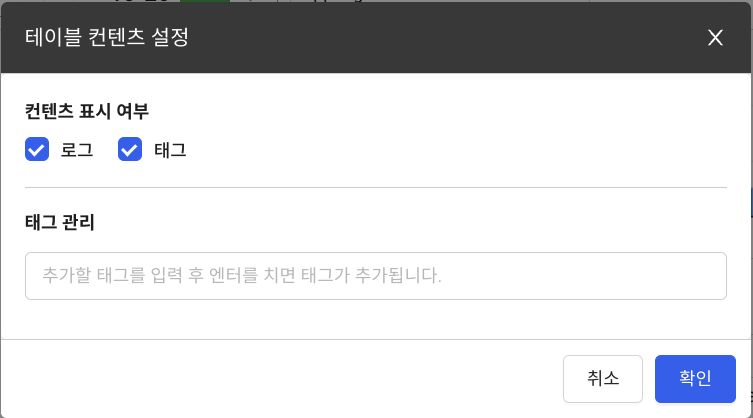 테이블 컨텐츠 설정
컨텐츠 표시 여부
로그 태그
태그 관리
추가할 태그를 입력 후 엔터를 치면 태그가 추가됩니다.
취소 확인